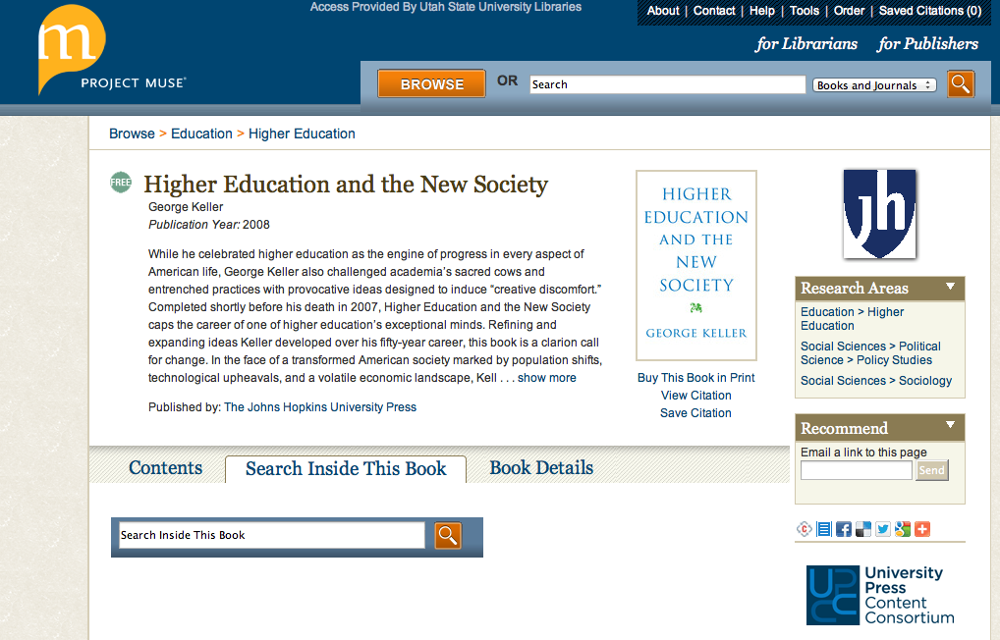 Access Provided By Utah State University Libraries
About | Contact | Help | Tools | Order | Saved Citations (0)
for Librarians for Publishers
m
PROJECT MUSE®
BROWSE OR Search Books and Journals
Browse > Education > Higher Education
FREE Higher Education and the New Society
George Keller
Publication Year: 2008
While he celebrated higher education as the engine of progress in every aspect of
American life, George Keller also challenged academia's sacred cows and
entrenched practices with provocative ideas designed to induce “creative discomfort.”
Completed shortly before his death in 2007, Higher Education and the New Society
caps the career of one of higher education's exceptional minds. Refining and
expanding ideas Keller developed over his fifty-year career, this book is a clarion call
for change. In the face of a transformed American society marked by population shifts,
technological upheavals, and a volatile economic landscape, Kell . . . show more
Published by: The Johns Hopkins University Press
HIGHER
EDUCATION
AND THE
NEW
SOCIETY
GEORGE KELLER
Buy This Book in Print
View Citation
Save Citation
jh
Research Areas
Education > Higher
Education
Social Sciences > Political
Science > Policy Studies
Social Sciences > Sociology
Recommend
Email a link to this page
Send
Contents Search Inside This Book Book Details
Search Inside This Book
UPCC
University
Press
Content
Consortium